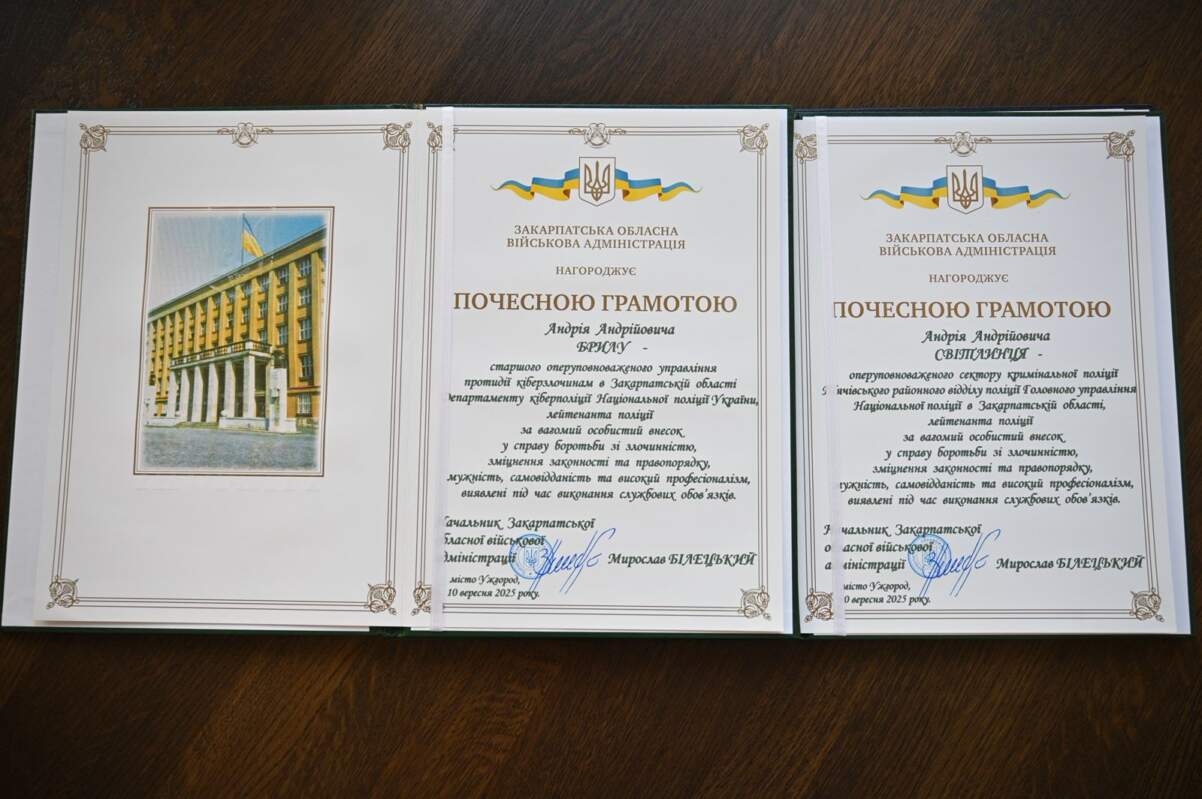 ЗАКАРПАТСЬКА ОБЛАСНА
ВІЙСЬКОВА АДМІНІСТРАЦІЯ
НАГОРОДЖУЄ
ПОЧЕСНОЮ ГРАМОТОЮ
Андрія Андрійовича
БРИЛУ -
старшого оперуповноваженого управління
протидії кіберзлочинам в Закарпатській області
епартаменту кіберполіції Національної поліції України,
лейтенанта поліції
за вагомий особистий внесок
у справу боротьби зі злочинністю,
зміцнення законності та правопорядку,
мужність, самовідданість та високий професіоналізм,
виявлені під час виконання службових обов'язків.
ачальник Закарпатської
бласної військової
дміністрації Мирослав БІЛЕЦЬКИЙ
місто Ужгород,
10 вересня 2025 року.
ЗАКАРПАТСЬКА ОБЛАСНА
ВІЙСЬКОВА АДМІНІСТРАЦІЯ
НАГОРОДЖУЄ
ПОЧЕСНОЮ ГРАМОТОЮ
Андрія Андрійовича
СВІТЛИНЦЯ -
оперуповноваженого сектору кримінальної поліції
районного відділу поліції Головного управління
Національної поліції в Закарпатській області,
лейтенанта поліції
за вагомий особистий внесок
у справу боротьби зі злочинністю,
зміцнення законності та правопорядку,
мужність, самовідданість та високий професіоналізм,
виявлені під час виконання службових обов'язків.
Начальник Закарпатської
обласної військової
адміністрації Мирослав БІЛЕЦЬКИЙ
місто Ужгород,
0 вересня 2025 року.